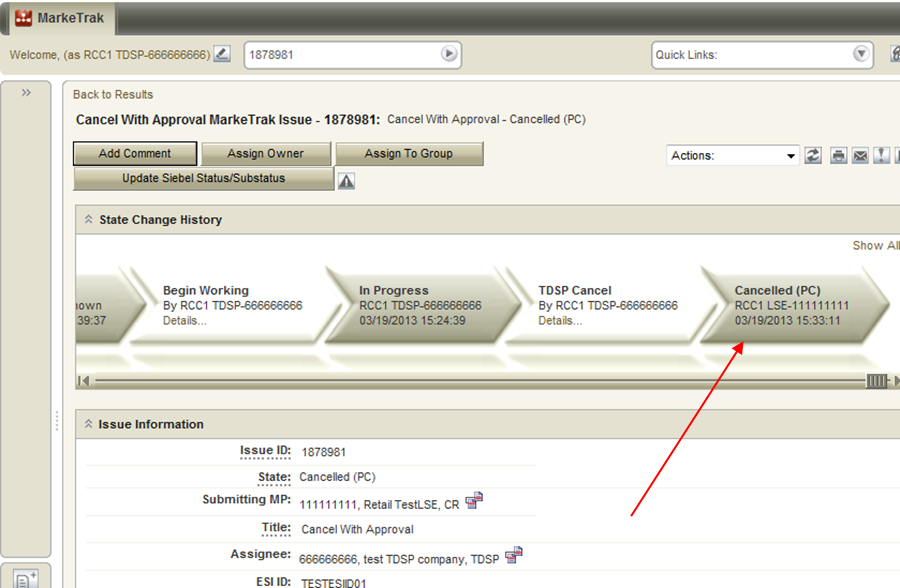 MarkeTrak
Welcome, (as RCC1 TDSP-666666666)
1878981
Quick Links:
Back to Results
Cancel With Approval MarkeTrak Issue - 1878981: Cancel With Approval - Cancelled (PC)
Add Comment
Assign Owner
Assign To Group
Actions:
Update Siebel Status/Substatus
State Change History
Show All
39:37
Begin Working
By RCC1 TDSP-666666666
Details...
In Progress
RCC1 TDSP-666666666
03/19/2013 15:24:39
TDSP Cancel
By RCC1 TDSP-666666666
Details...
Cancelled (PC)
RCC1 LSE-111111111
03/19/2013 15:33:11
Issue Information
Issue ID: 1878981
State: Cancelled (PC)
Submitting MP: 111111111, Retail TestLSE, CR
Title: Cancel With Approval
Assignee: 666666666, test TDSP company, TDSP
ESI ID: TESTESIID01